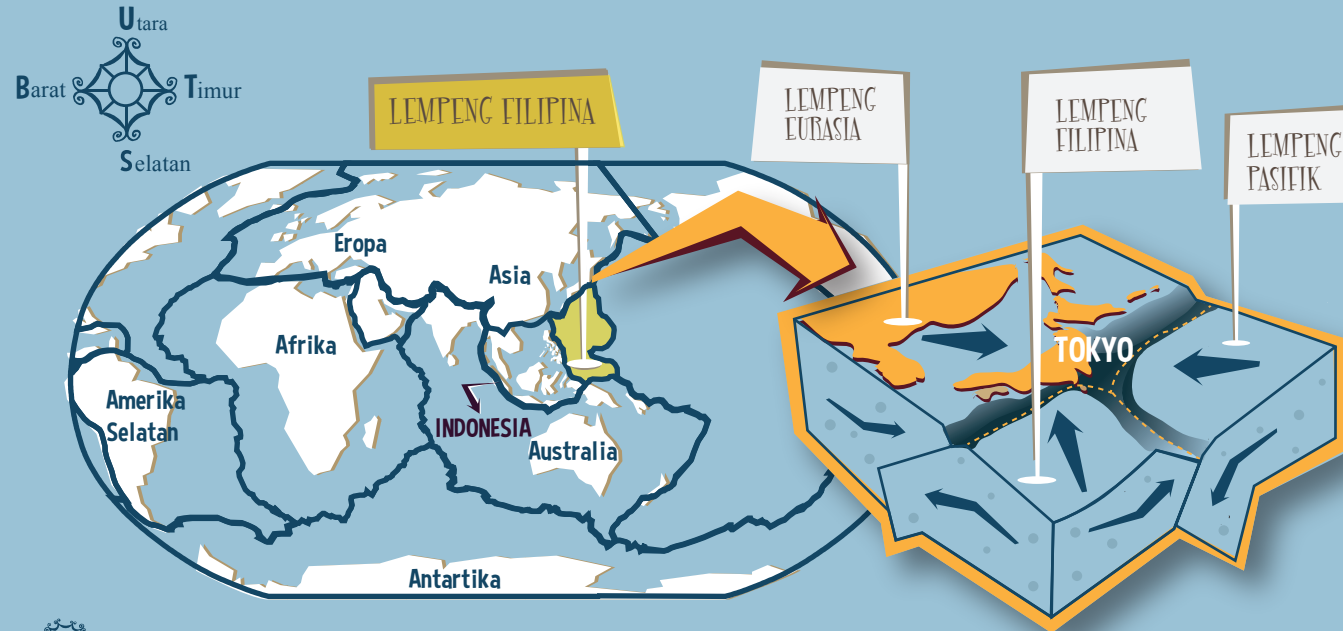 Utara
Barat
Timur
Selatan
LEMPENG FILIPINA
LEMPENG
EURASIA
LEMPENG
FILIPINA
LEMPENG
PASIFIK
Eropa
Asia
Afrika
Amerika
Selatan
INDONESIA
Australia
Antartika
TOKYO